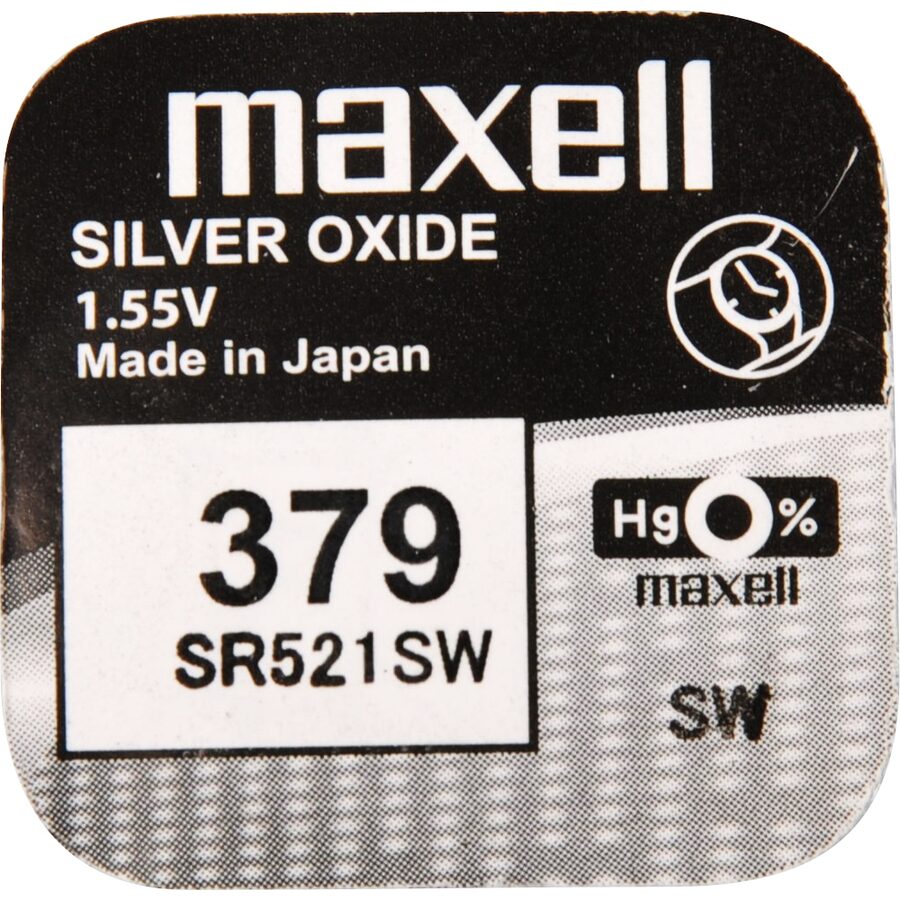 maxell
SILVER OXIDE
1.55V
Made in Japan
379
SR521SW
Hg0%
maxell
SW